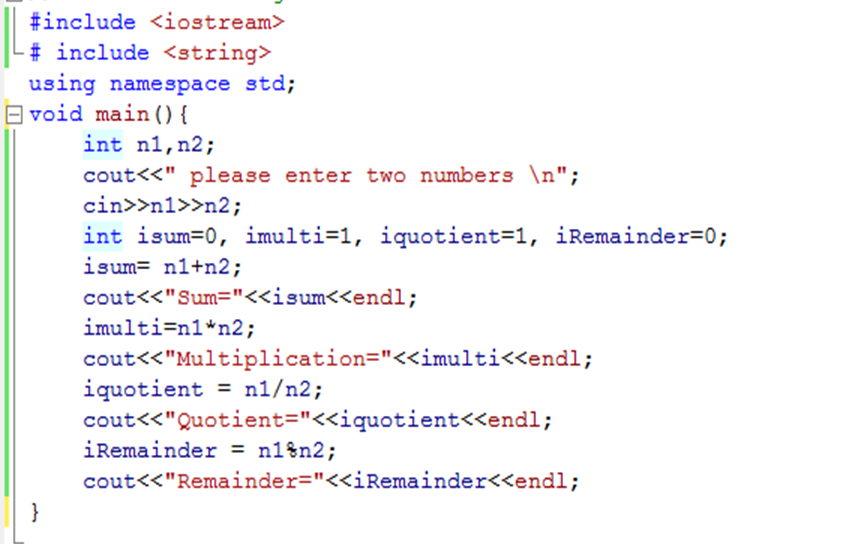 #include <iostream>
# include <string>
using namespace std;
void main(){
int n1,n2;
cout<<" please enter two numbers \n";
cin>>n1>>n2;
int isum=0, imulti=1, iquotient=1, iRemainder=0;
isum= n1+n2;
cout<<"Sum="<<isum<<endl;
imulti=n1*n2;
cout<<"Multiplication="<<imulti<<endl;
iquotient = n1/n2;
cout<<"Quotient="<<iquotient<<endl;
iRemainder = n1%n2;
cout<<"Remainder="<<iRemainder<<endl;
}